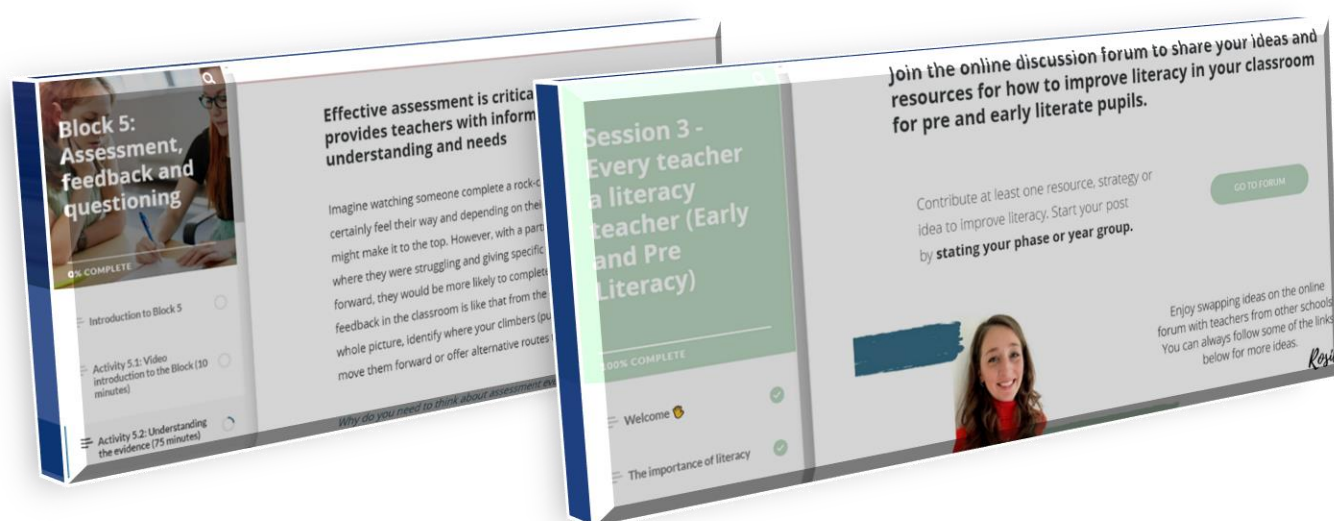 Block 5:
Assessment,
feedback and
questioning
0% COMPLETE
Introduction to Block 5
Activity 5.1: Video
introduction to the Block (10
minutes)
Activity 5.2: Understanding
the evidence (75 minutes)
Effective assessment is critica
provides teachers with inform
understanding and needs
Imagine watching someone complete a rock-c
certainly feel their way and depending on thei
might make it to the top. However, with a part
where they were struggling and giving specific
forward, they would be more likely to complete
feedback in the classroom is like that from the
whole picture, identify where your climbers (pu
move them forward or offer alternative routes
Why do you need to think about assessment eve
Session 3 -
Every teacher
a literacy
teacher (Early
and Pre
Literacy)
100% COMPLETE
Welcome
The importance of literacy
Join the online discussion forum to share your ideas and
resources for how to improve literacy in your classroom
for pre and early literate pupils.
Contribute at least one resource, strategy or
idea to improve literacy. Start your post
by stating your phase or year group.
GO TO FORUM
Enjoy swapping ideas on the online
forum with teachers from other schools
You can always follow some of the links
below for more ideas.
Rosi